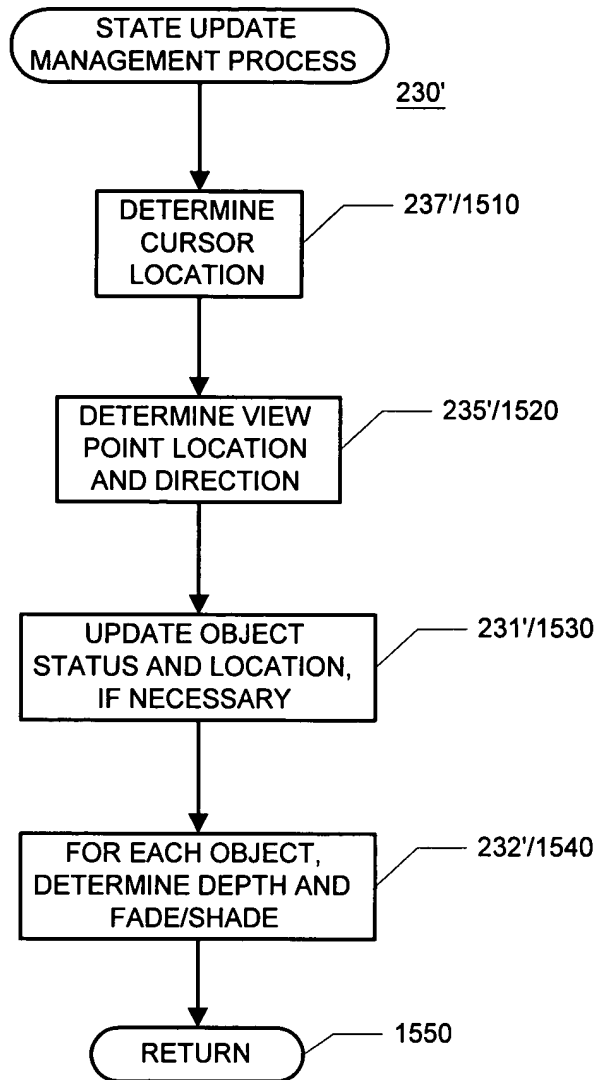 STATE UPDATE
MANAGEMENT PROCESS
230'
DETERMINE
CURSOR
LOCATION
237'/1510
DETERMINE VIEW
POINT LOCATION
AND DIRECTION
235'/1520
UPDATE OBJECT
STATUS AND LOCATION,
IF NECESSARY
231'/1530
FOR EACH OBJECT,
DETERMINE DEPTH AND
FADE/SHADE
232'/1540
RETURN
1550